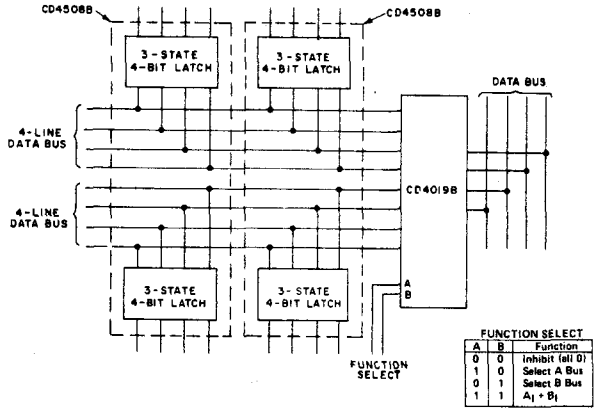 CD4508B
CD4508B
3-STATE
4-BIT LATCH
3-STATE
4-BIT LATCH
DATA BUS
4-LINE
DATA BUS
CD4019B
4-LINE
DATA BUS
A
B
3-STATE
4-BIT LATCH
3-STATE
4-BIT LATCH
FUNCTION
SELECT
FUNCTION SELECT
A B Function
0 0 Inhibit (all 0)
1 0 Select A Bus
0 1 Select B Bus
1 1 A1 + B1